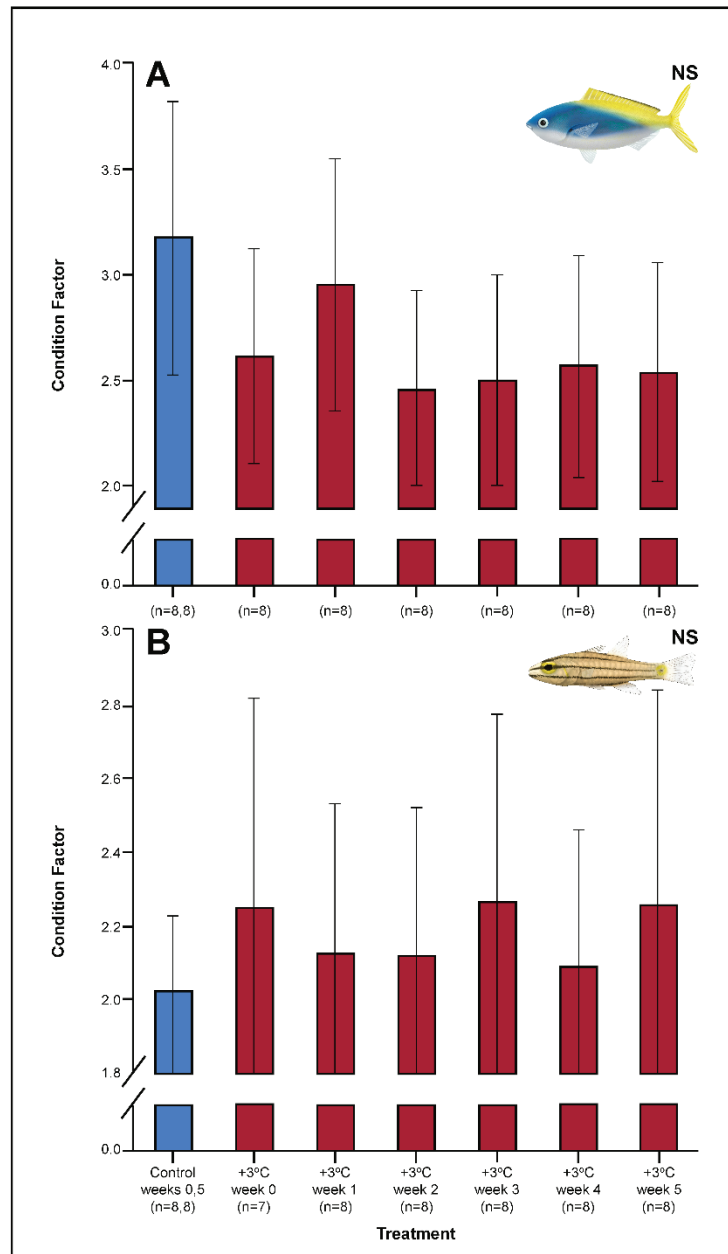 A
NS
4.0
3.5
3.0
2.5
2.0
0.0
Condition Factor
(n=8,8) (n=8) (n=8) (n=8) (n=8) (n=8) (n=8)
B
NS
3.0
2.8
2.6
2.4
2.2
2.0
1.8
0.0
Condition Factor
Control +3ºC +3ºC +3ºC +3ºC +3ºC +3ºC
weeks 0,5 week 0 week 1 week 2 week 3 week 4 week 5
(n=8,8) (n=7) (n=8) (n=8) (n=8) (n=8) (n=8)
Treatment